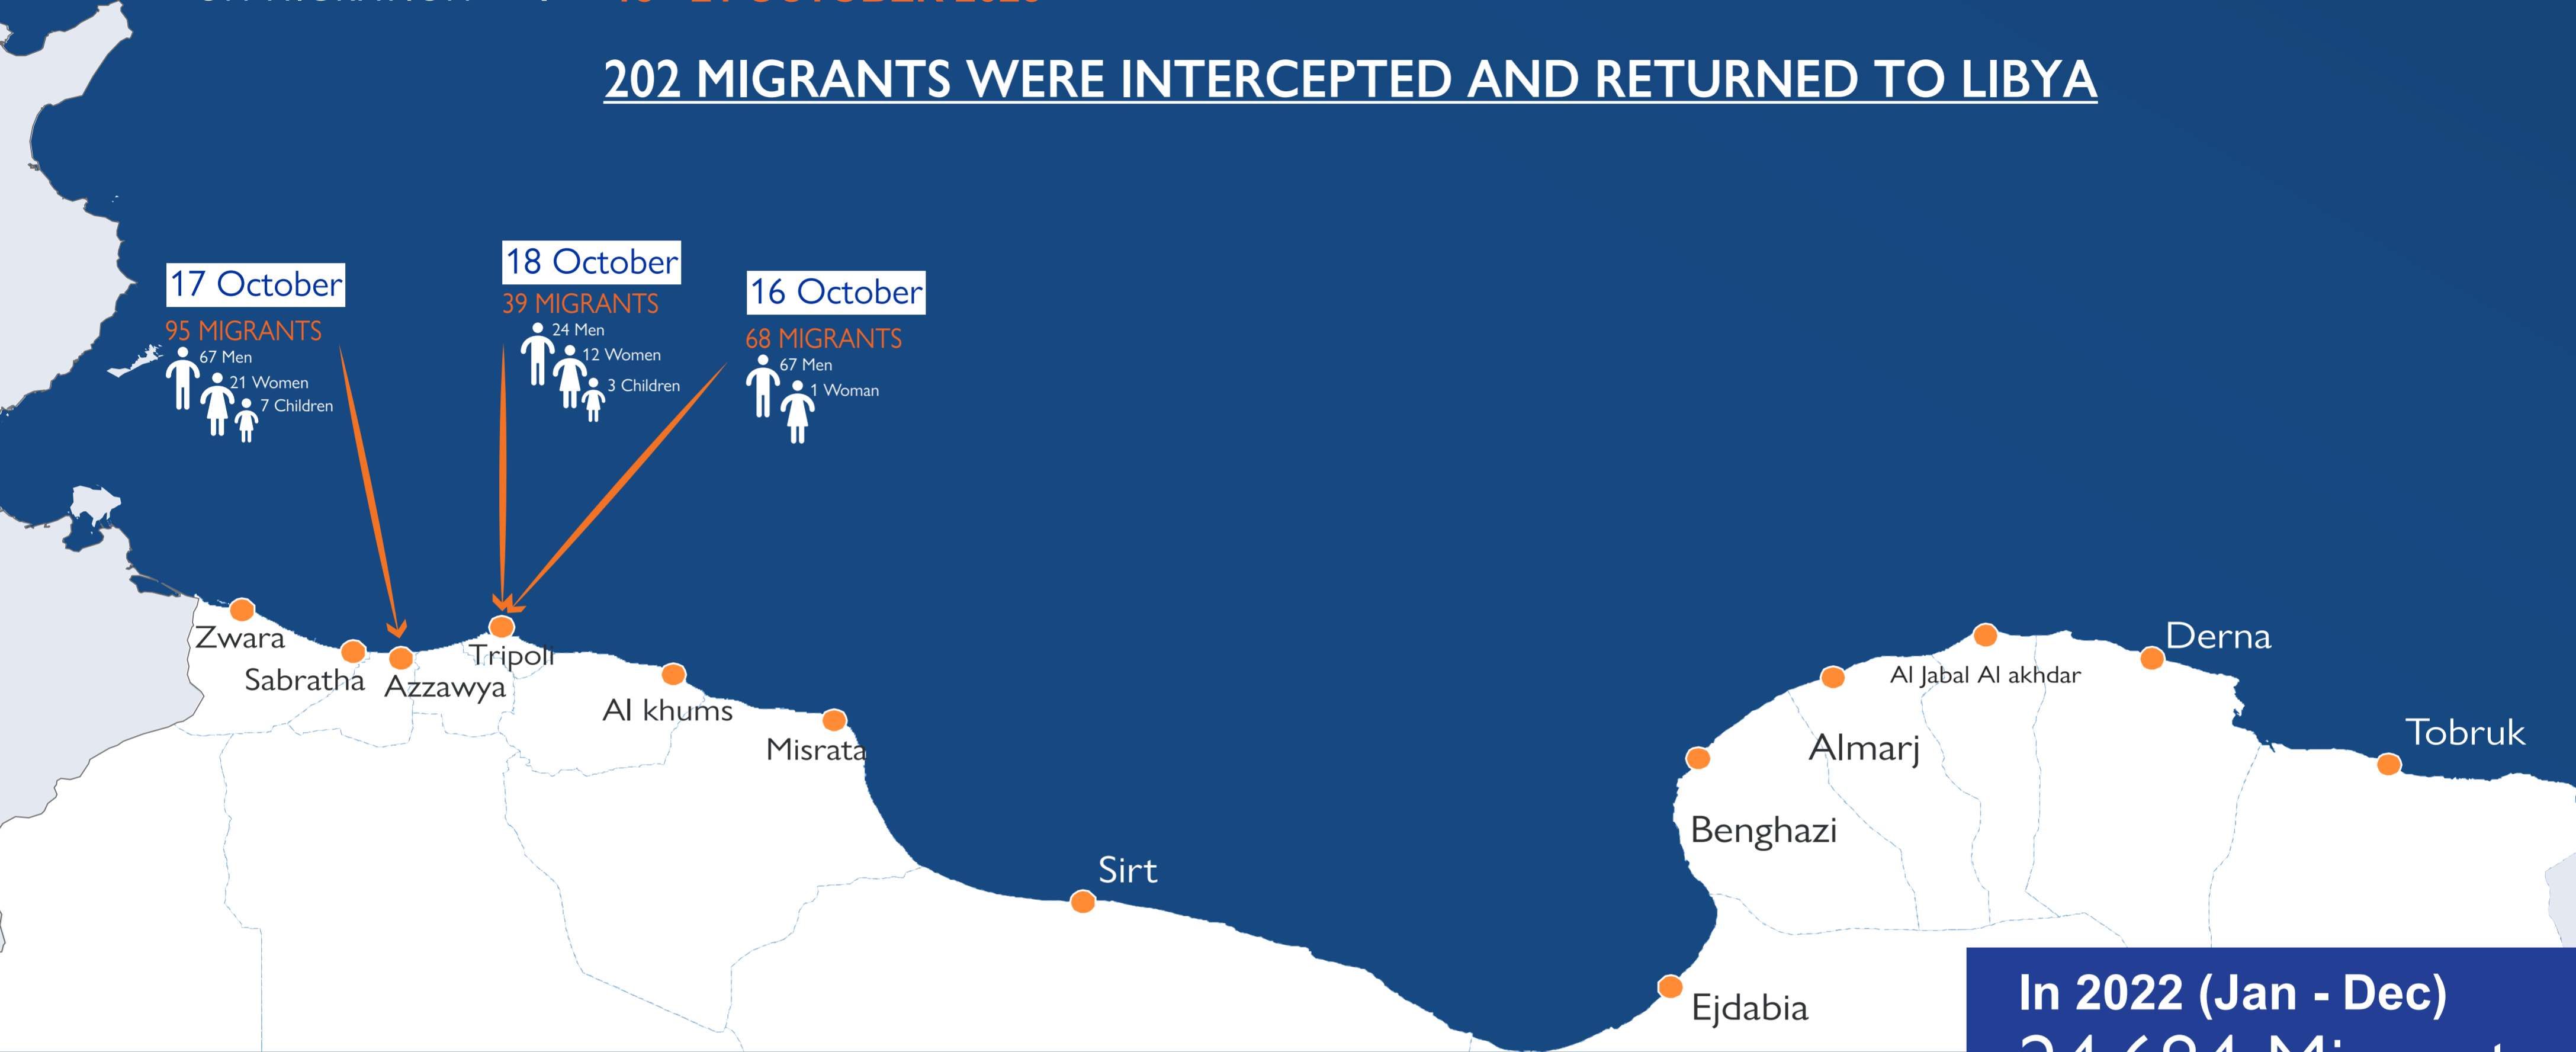 202 MIGRANTS WERE INTERCEPTED AND RETURNED TO LIBYA
17 October
95 MIGRANTS
67 Men
21 Women
7 Children
18 October
39 MIGRANTS
24 Men
12 Women
3 Children
16 October
68 MIGRANTS
67 Men
1 Woman
Zwara
Sabratha
Azzawya
Tripoli
Al khums
Misrata
Sirt
Ejdabia
Benghazi
Almarj
Al Jabal Al akhdar
Derna
Tobruk
In 2022 (Jan - Dec)